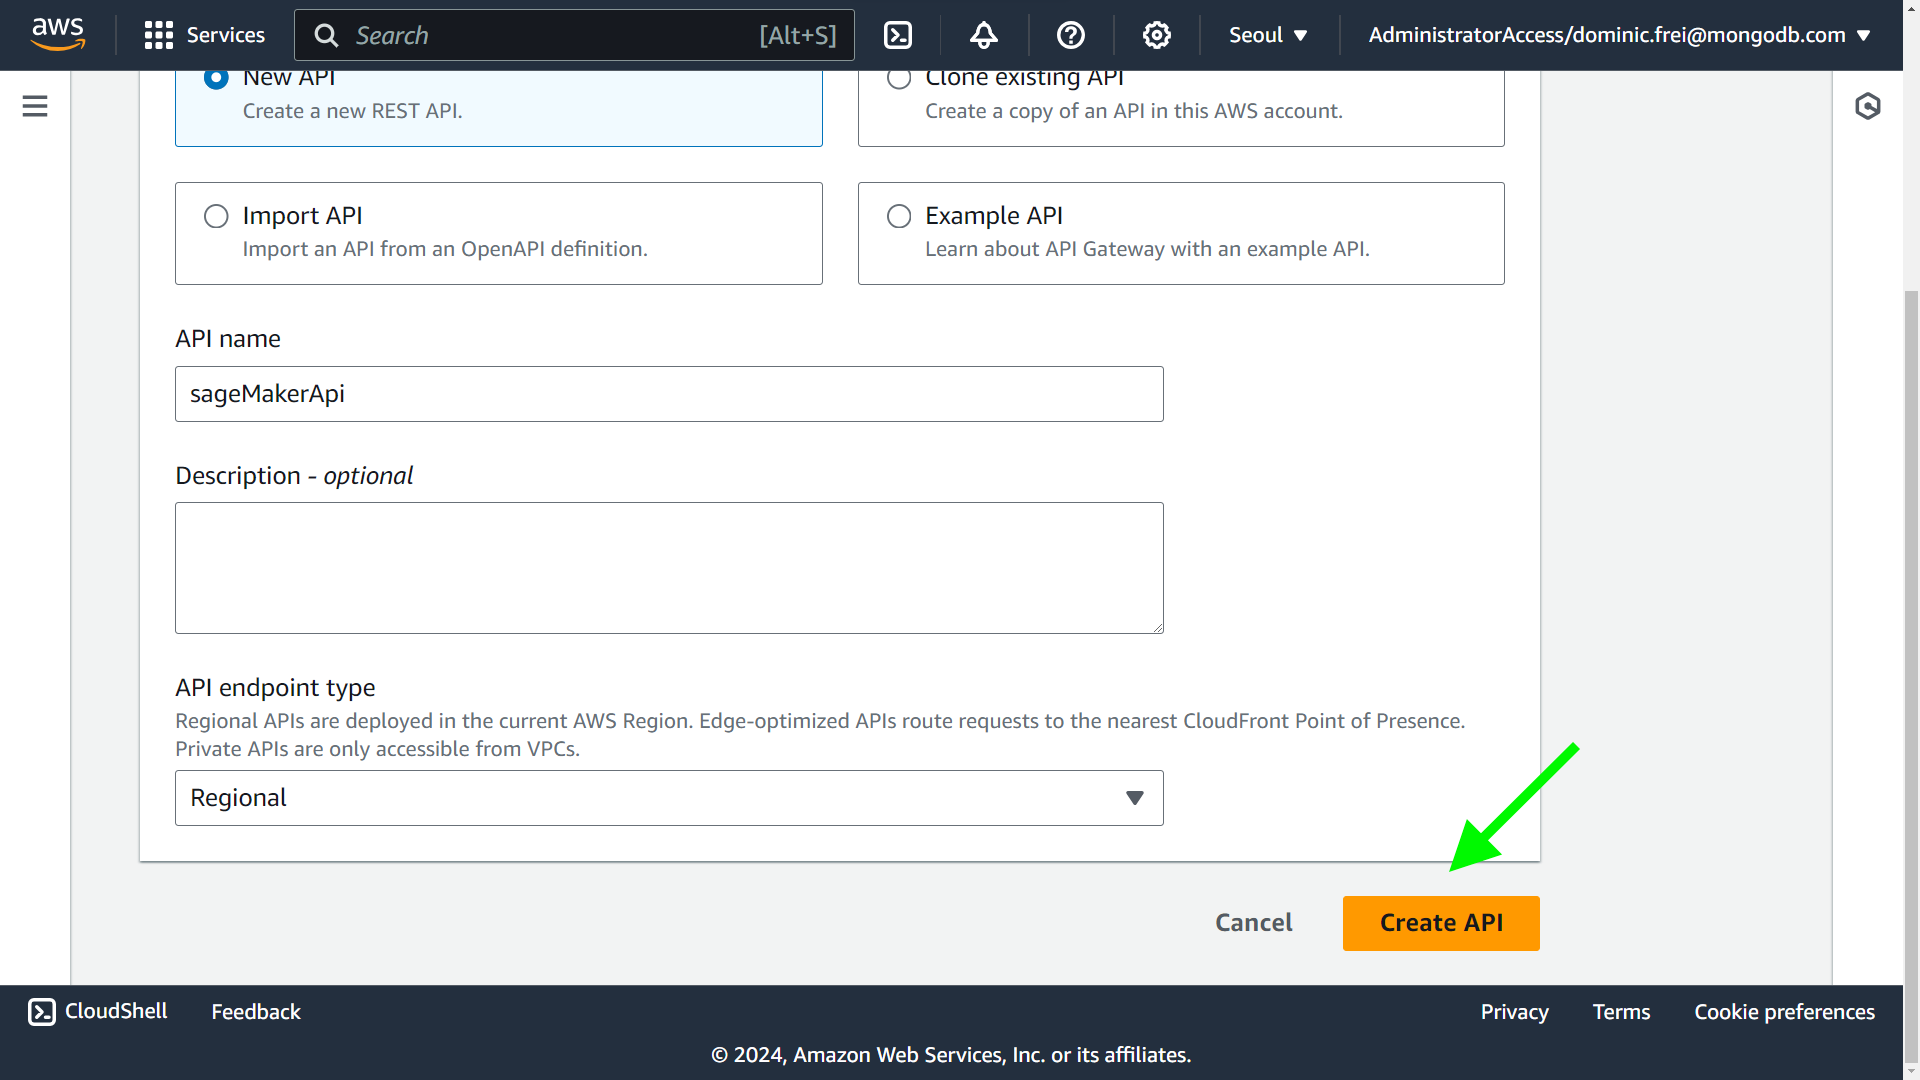 aws Services Search [Alt+S] Seoul AdministratorAccess/dominic.frei@mongodb.com
New API
Create a new REST API.
Clone existing API
Create a copy of an API in this AWS account.
Import API
Import an API from an OpenAPI definition.
Example API
Learn about API Gateway with an example API.
API name
sageMakerApi
Description - optional
API endpoint type
Regional APIs are deployed in the current AWS Region. Edge-optimized APIs route requests to the nearest CloudFront Point of Presence.
Private APIs are only accessible from VPCs.
Regional
Cancel Create API
CloudShell Feedback Privacy Terms Cookie preferences
© 2024, Amazon Web Services, Inc. or its affiliates.